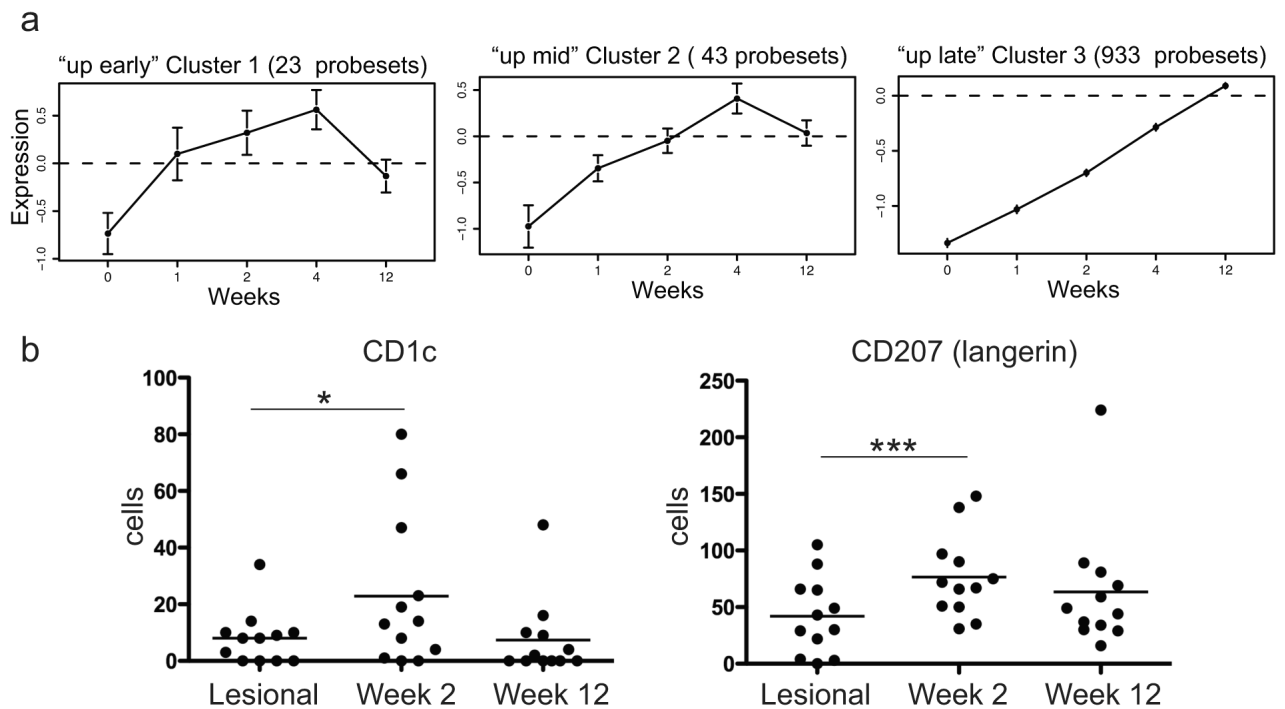 a
“up early” Cluster 1 (23 probesets)
“up mid” Cluster 2 ( 43 probesets)
“up late” Cluster 3 (933 probesets)
Expression
0.5
0.0
−0.5
−1.0
0 1 2 4 12
Weeks
0.5
0.0
−0.5
−1.0
0 1 2 4 12
Weeks
0.0
−0.5
−1.0
0 1 2 4 12
Weeks
b
CD1c
cells
100
80
60
40
20
0
*
Lesional Week 2 Week 12
CD207 (langerin)
cells
250
200
150
100
50
0
***
Lesional Week 2 Week 12